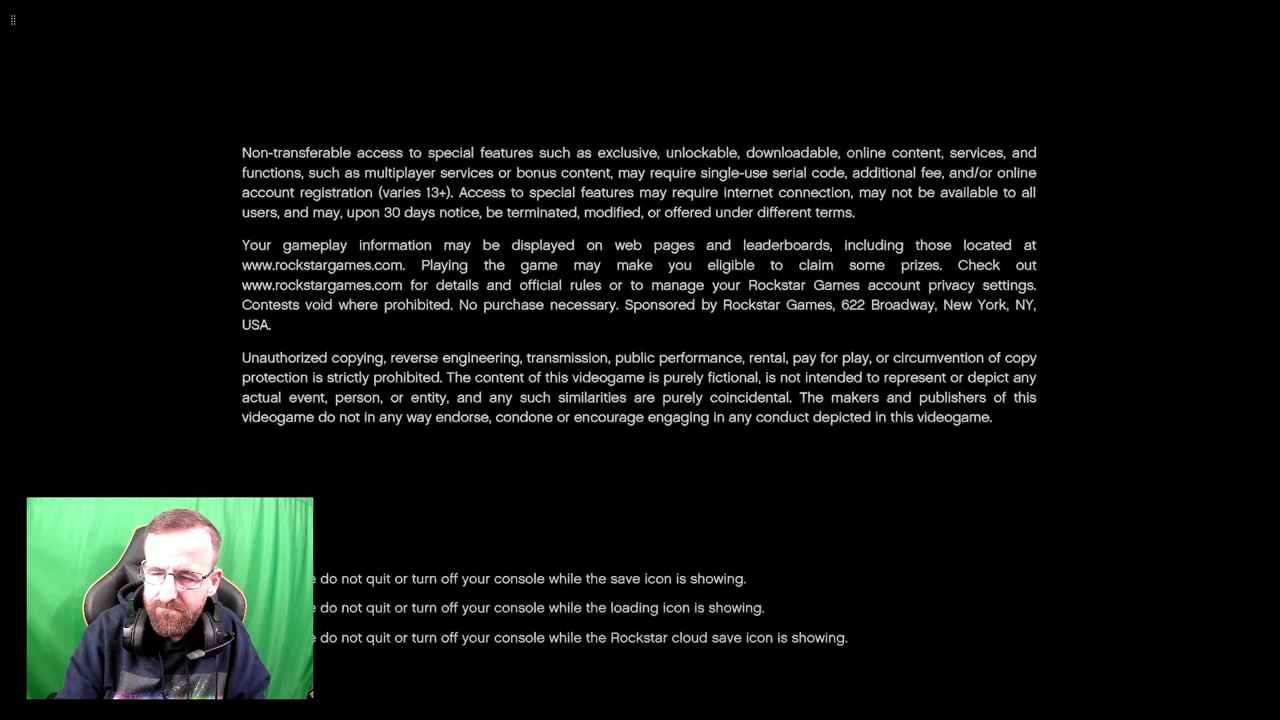 Non-transferable access to special features such as exclusive, unlockable, downloadable, online content, services, and
functions, such as multiplayer services or bonus content, may require single-use serial code, additional fee, and/or online
account registration (varies 13+). Access to special features may require internet connection, may not be available to all
users, and may, upon 30 days notice, be terminated, modified, or offered under different terms.
Your gameplay information may be displayed on web pages and leaderboards, including those located at
www.rockstargames.com. Playing the game may make you eligible to claim some prizes. Check out
www.rockstargames.com for details and official rules or to manage your Rockstar Games account privacy settings.
Contests void where prohibited. No purchase necessary. Sponsored by Rockstar Games, 622 Broadway, New York, NY,
USA.
Unauthorized copying, reverse engineering, transmission, public performance, rental, pay for play, or circumvention of copy
protection is strictly prohibited. The content of this videogame is purely fictional, is not intended to represent or depict any
actual event, person, or entity, and any such similarities are purely coincidental. The makers and publishers of this
videogame do not in any way endorse, condone or encourage engaging in any conduct depicted in this videogame.
do not quit or turn off your console while the save icon is showing.
do not quit or turn off your console while the loading icon is showing.
do not quit or turn off your console while the Rockstar cloud save icon is showing.